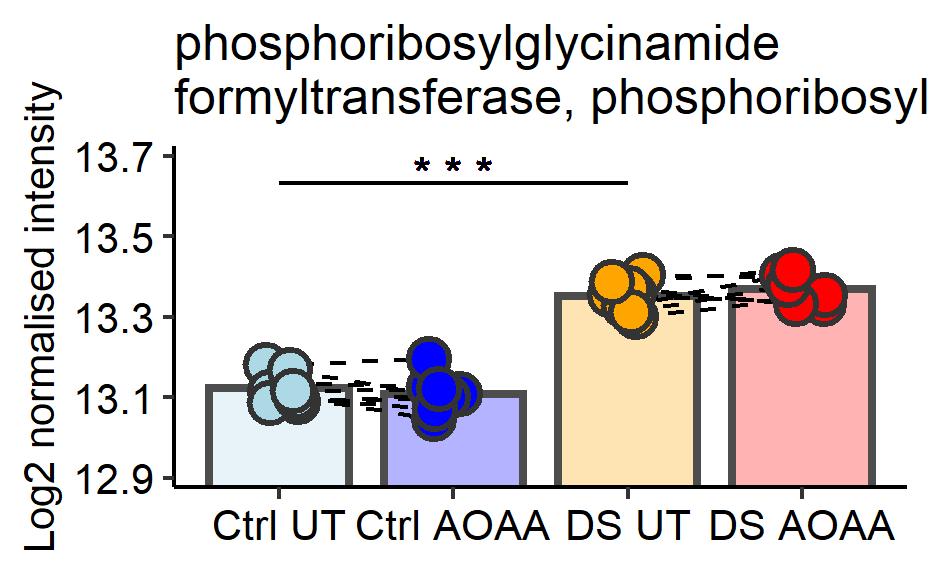 phosphoribosylglycinamide
formyltransferase, phosphoribosyl
Log2 normalised intensity
13.7
13.5
13.3
13.1
12.9
* * *
Ctrl UT Ctrl AOAA DS UT DS AOAA